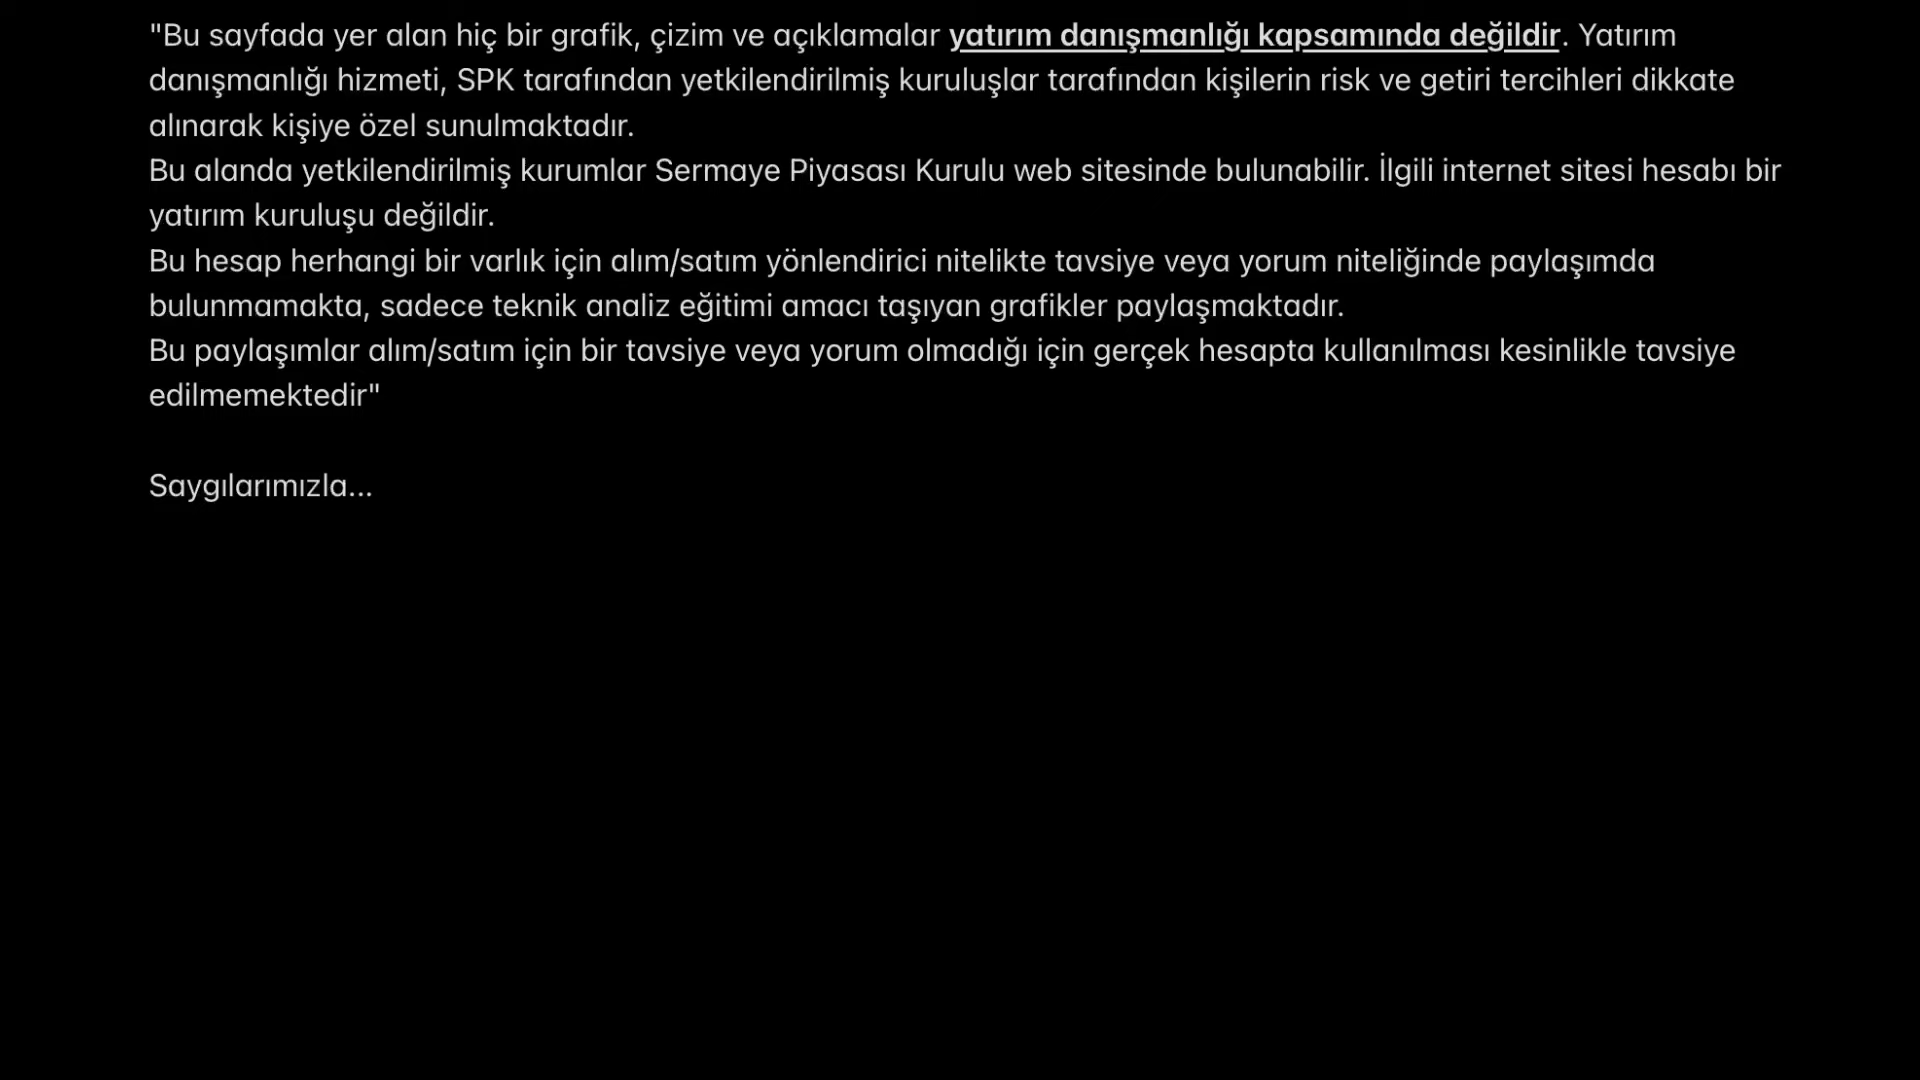 "Bu sayfada yer alan hiç bir grafik, çizim ve açıklamalar yatırım danışmanlığı kapsamında değildir. Yatırım
danışmanlığı hizmeti, SPK tarafından yetkilendirilmiş kuruluşlar tarafından kişilerin risk ve getiri tercihleri dikkate
alınarak kişiye özel sunulmaktadır.
Bu alanda yetkilendirilmiş kurumlar Sermaye Piyasası Kurulu web sitesinde bulunabilir. İlgili internet sitesi hesabı bir
yatırım kuruluşu değildir.
Bu hesap herhangi bir varlık için alım/satım yönlendirici nitelikte tavsiye veya yorum niteliğinde paylaşımda
bulunmamakta, sadece teknik analiz eğitimi amacı taşıyan grafikler paylaşmaktadır.
Bu paylaşımlar alım/satım için bir tavsiye veya yorum olmadığı için gerçek hesapta kullanılması kesinlikle tavsiye
edilmemektedir"
Saygılarımızla...